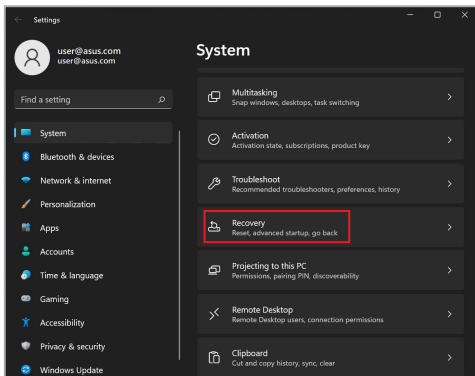 Settings
user@asus.com
user@asus.com
Find a setting
System
Bluetooth & devices
Network & internet
Personalization
Apps
Accounts
Time & language
Gaming
Accessibility
Privacy & security
Windows Update
System
Multitasking
Snap windows, desktops, task switching
Activation
Activation state, subscriptions, product key
Troubleshoot
Recommended troubleshooters, preferences, history
Recovery
Reset, advanced startup, go back
Projecting to this PC
Permissions, pairing PIN, discoverability
Remote Desktop
Remote Desktop users, connection permissions
Clipboard
Cut and copy history, sync, clear